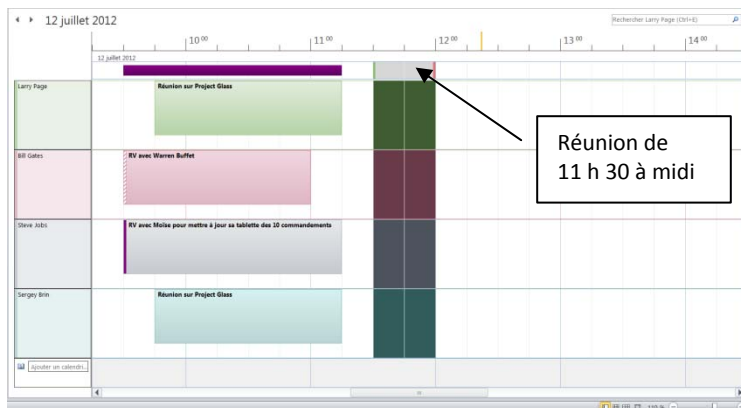 12 juillet 2012
Rechercher Larry Page (Ctrl+E)
10 00
11 00
12 00
13 00
14 00
12 juillet 2012
Larry Page
Réunion sur Project Glass
Réunion de
11 h 30 à midi
Bill Gates
RV avec Warren Buffet
Steve Jobs
RV avec Moïse pour mettre à jour sa tablette des 10 commandements
Sergey Brin
Réunion sur Project Glass
Ajouter un calendri...
110 %